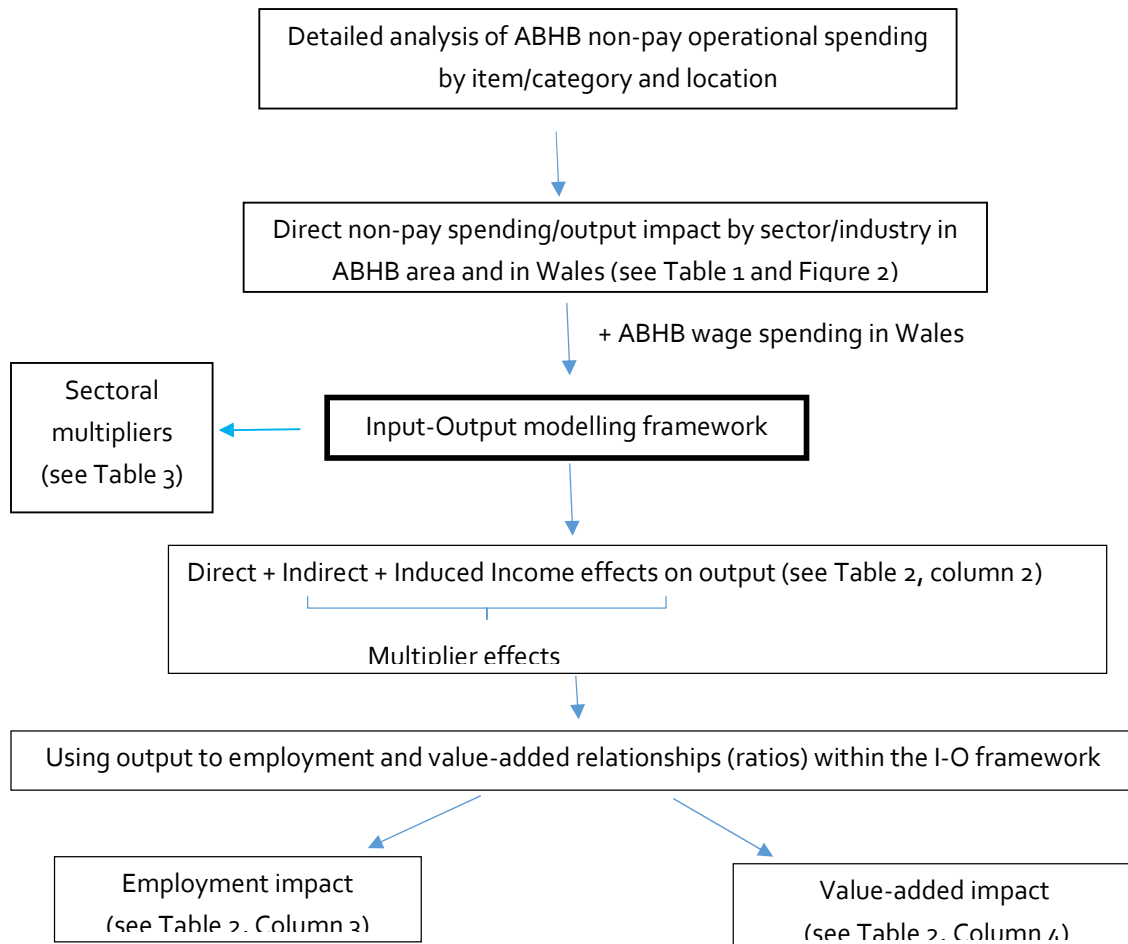 Detailed analysis of ABHB non-pay operational spending
by item/category and location
Direct non-pay spending/output impact by sector/industry in
ABHB area and in Wales (see Table 1 and Figure 2)
+ ABHB wage spending in Wales
Sectoral
multipliers
(see Table 3)
Input-Output modelling framework
Direct + Indirect + Induced Income effects on output (see Table 2, column 2)
Multiplier effects
Using output to employment and value-added relationships (ratios) within the I-O framework
Employment impact
(see Table 2, Column 3)
Value-added impact
(see Table 2, Column 4)